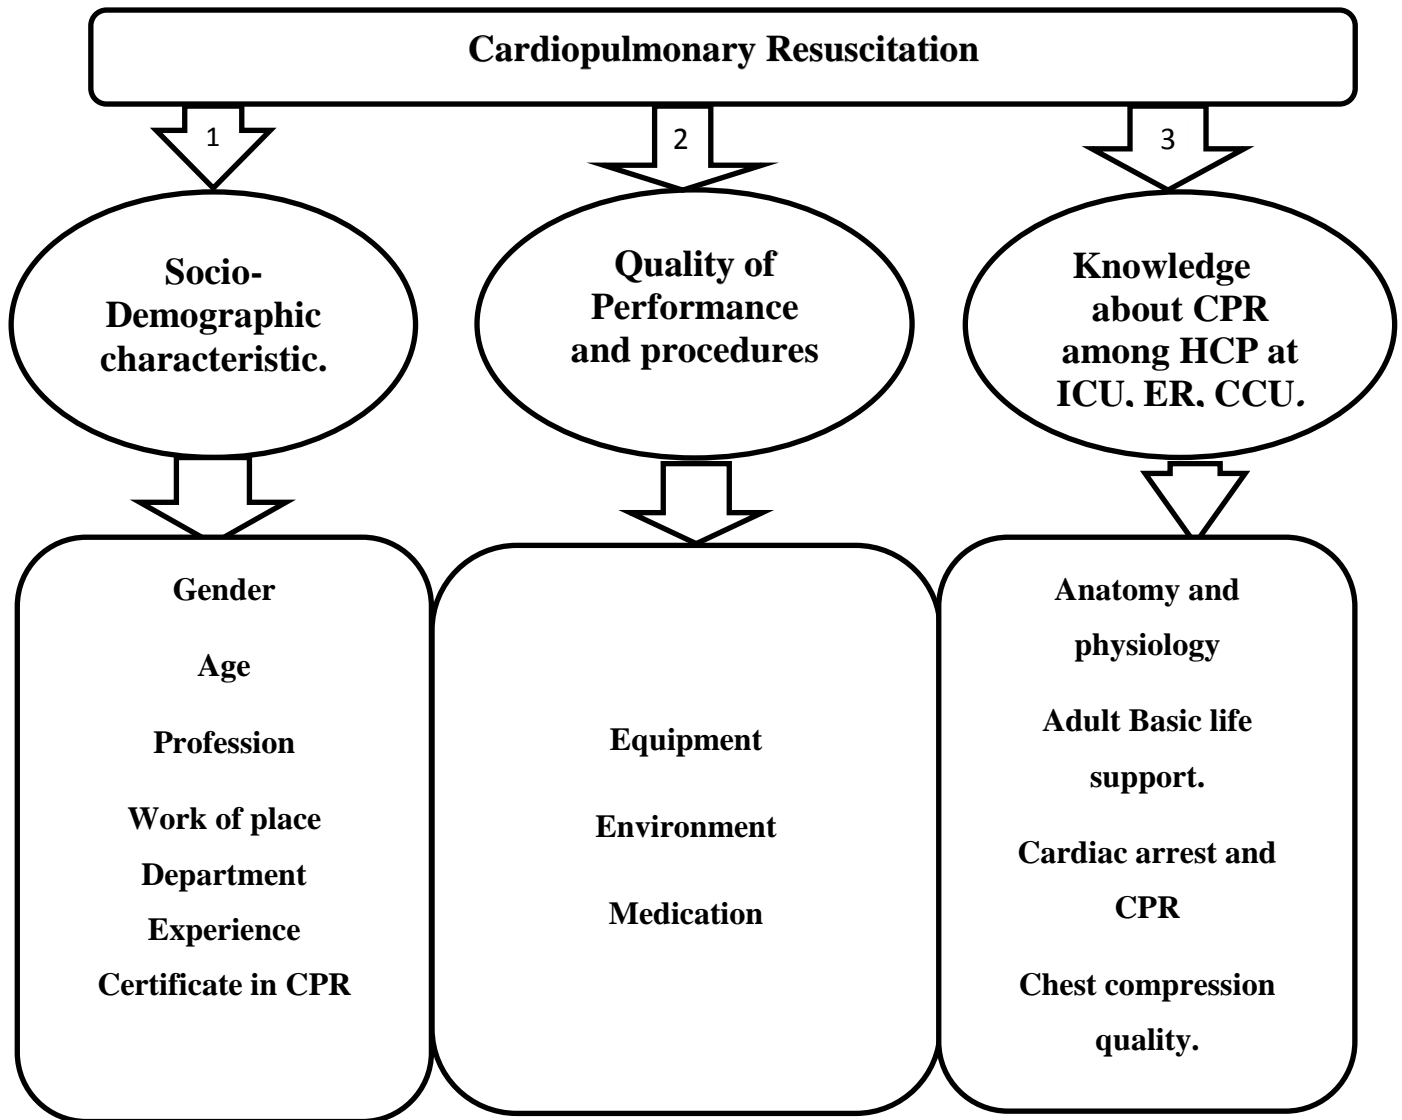 Cardiopulmonary Resuscitation
1
2
3
Socio-
Demographic
characteristic.
Quality of
Performance
and procedures
Knowledge
about CPR
among HCP at
ICU, ER, CCU.
Gender
Age
Profession
Work of place
Department
Experience
Certificate in CPR
Equipment
Environment
Medication
Anatomy and
physiology
Adult Basic life
support.
Cardiac arrest and
CPR
Chest compression
quality.